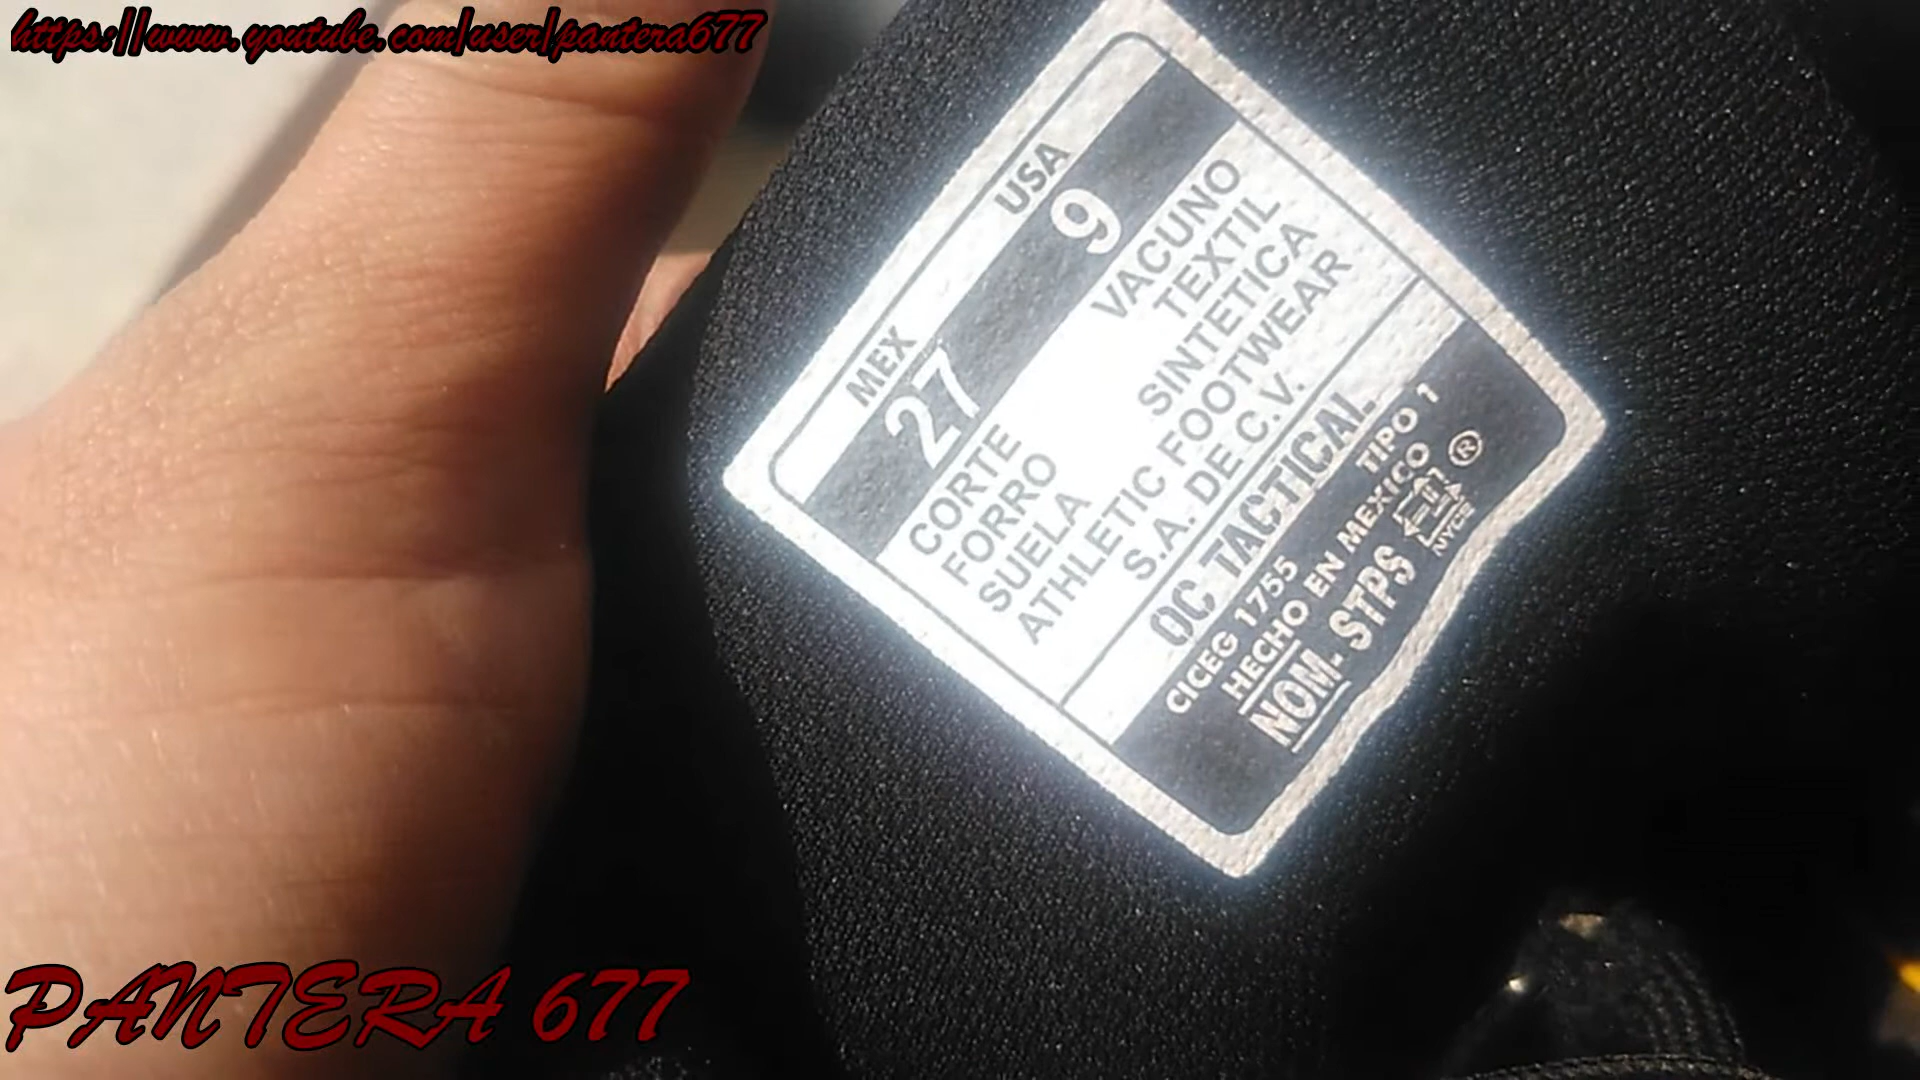 https://www.youtube.com/user/pantera677
MEX USA
27 9
CORTE VACUNO
FORRO TEXTIL
SUELA SINTETICA
ATHLETIC FOOTWEAR
S.A. DE C.V.
OC TACTICAL
CICEG 1755 TIPO 1
HECHO EN MEXICO
NOM- STPS NYCE ®
PANTERA 677